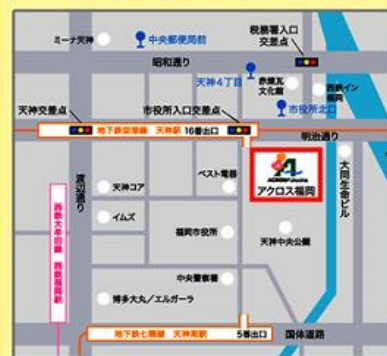 ミーナ天神
中央郵便局前
税務署入口
交差点
昭和通り
天神4丁目
赤煉瓦
文化館
西鉄イン
福岡
市役所北口
天神交差点
市役所入口交差点
地下鉄空港線 天神駅 16番出口
明治通り
渡辺通り
天神コア
ベスト電器
アクロス福岡
大同生命ビル
イムズ
福岡市役所
天神中央公園
西鉄大牟田線 西鉄福岡駅
中央警察署
博多大丸/エルガーラ
地下鉄七隈線 天神南駅
5番出口
国体道路